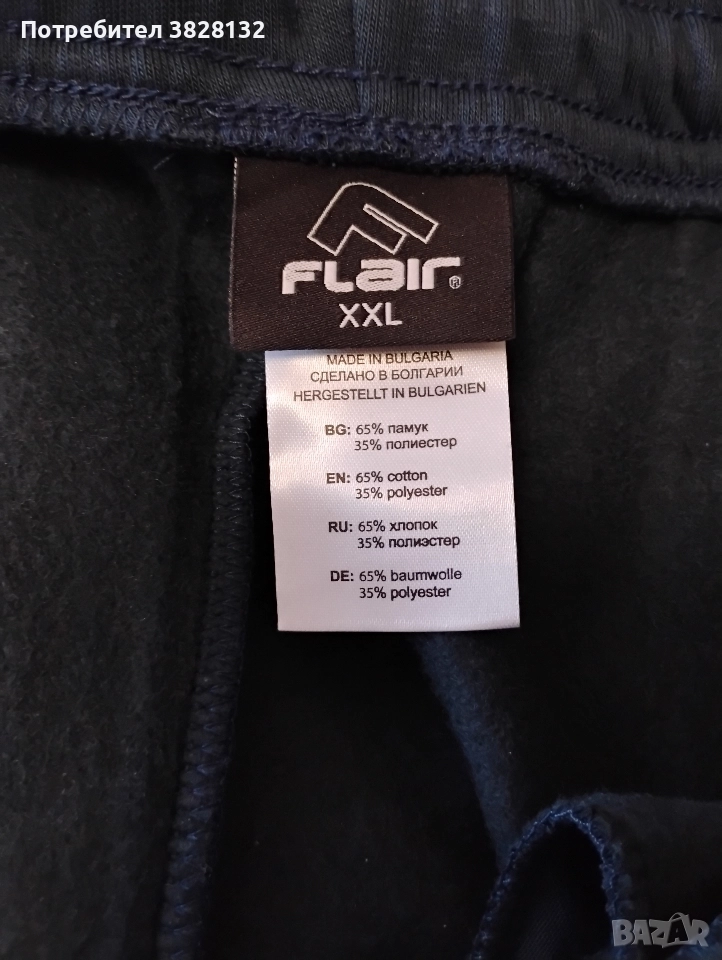 Потребител 3828132
FLair
XXL
MADE IN BULGARIA
СДЕЛАНО В БОЛГАРИИ
HERGESTELLT IN BULGARIEN
BG: 65% памук
35% полиестер
EN: 65% cotton
35% polyester
RU: 65% хлопок
35% полиэстер
DE: 65% baumwolle
35% polyester
BAZAR